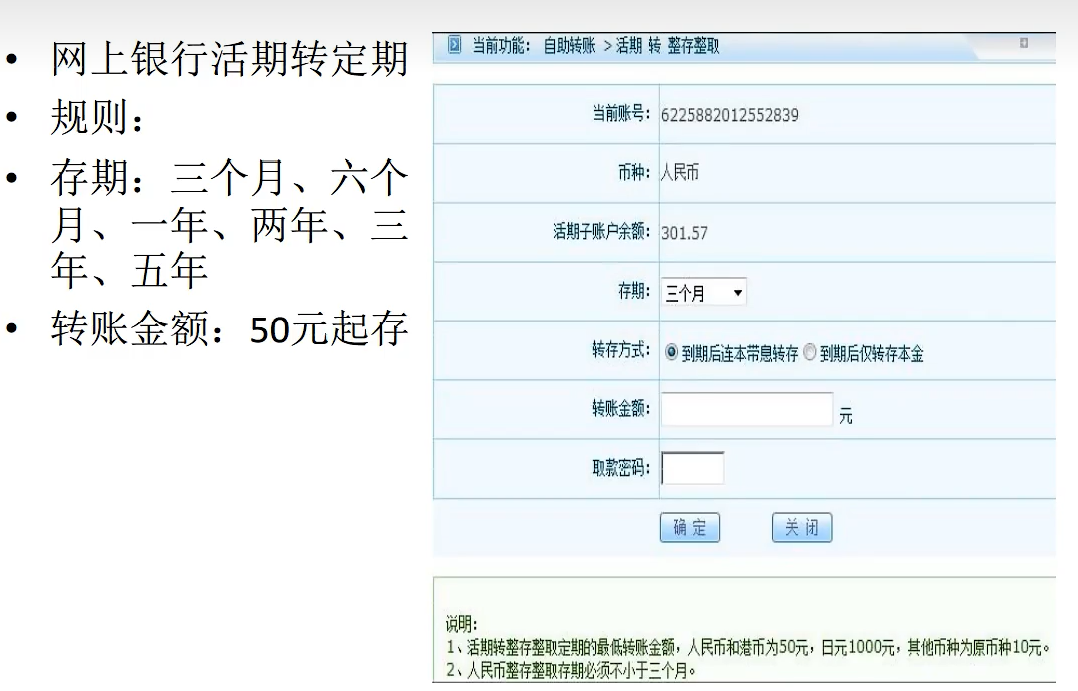 • 网上银行活期转定期
• 规则：
• 存期：三个月、六个
月、一年、两年、三
年、五年
• 转账金额：50元起存
当前功能： 自助转账 >活期 转 整存整取
当前账号： 6225882012552839
币种： 人民币
活期子账户余额： 301.57
存期： 三个月
转存方式： 到期后连本带息转存 到期后仅转存本金
转账金额： 元
取款密码：
确 定 关 闭
说明：
1、活期转整存整取定期的最低转账金额，人民币和港币为50元，日元1000元，其他币种为原币种10元。
2、人民币整存整取存期必须不小于三个月。